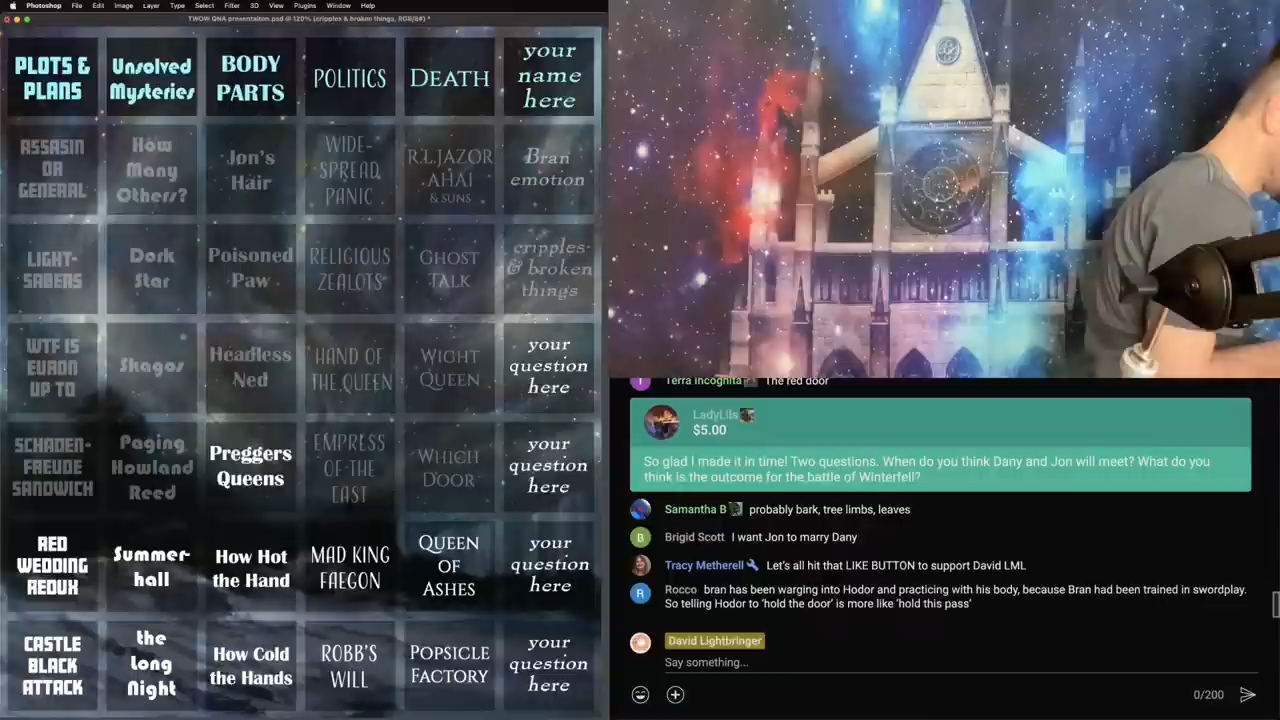 Photoshop File Edit Image Layer Type Select Filter 3D View Plugins Window Help
TWOW QNA presentaiton.psd @ 120% (cripples & broken things, RGB/8#) *
PLOTS &
PLANS
Unsolved
Mysteries
BODY
PARTS
POLITICS
DEATH
your
name
here
ASSASIN
OR
GENERAL
How
Many
Others?
Jon's
Hair
WIDE-
SPREAD
PANIC
R.L.JAZOR
AHAI
& SUNS
Bran
emotion
LIGHT-
SABERS
Dark
Star
Poisoned
Paw
RELIGIOUS
ZEALOTS
GHOST
TALK
cripples
& broken
things
WTF IS
EURON
UP TO
Skagos
Headless
Ned
HAND OF
THE QUEEN
WIGHT
QUEEN
your
question
here
SCHADEN-
FREUDE
SANDWICH
Paging
Howland
Reed
Preggers
Queens
EMPRESS
OF THE
EAST
WHICH
DOOR
your
question
here
RED
WEDDING
REDUX
Summer-
hall
How Hot
the Hand
MAD KING
FAEGON
QUEEN
OF
ASHES
your
question
here
CASTLE
BLACK
ATTACK
the
Long
Night
How Cold
the Hands
ROBB'S
WILL
POPSICLE
FACTORY
your
question
here
Terra Incognita The red door
LadyLils
$5.00
So glad I made it in time! Two questions. When do you think Dany and Jon will meet? What do you
think is the outcome for the battle of Winterfell?
Samantha B probably bark, tree limbs, leaves
B Brigid Scott I want Jon to marry Dany
Tracy Metherell Let's all hit that LIKE BUTTON to support David LML
R Rocco bran has been warging into Hodor and practicing with his body, because Bran had been trained in swordplay.
So telling Hodor to 'hold the door' is more like 'hold this pass'
David Lightbringer
Say something...
0/200